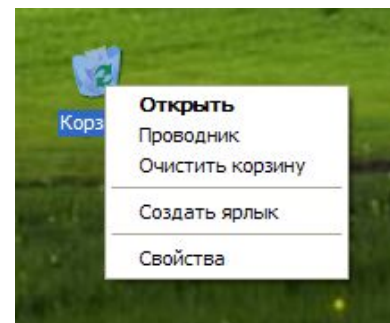 Корз
Открыть
Проводник
Очистить корзину
Создать ярлык
Свойства